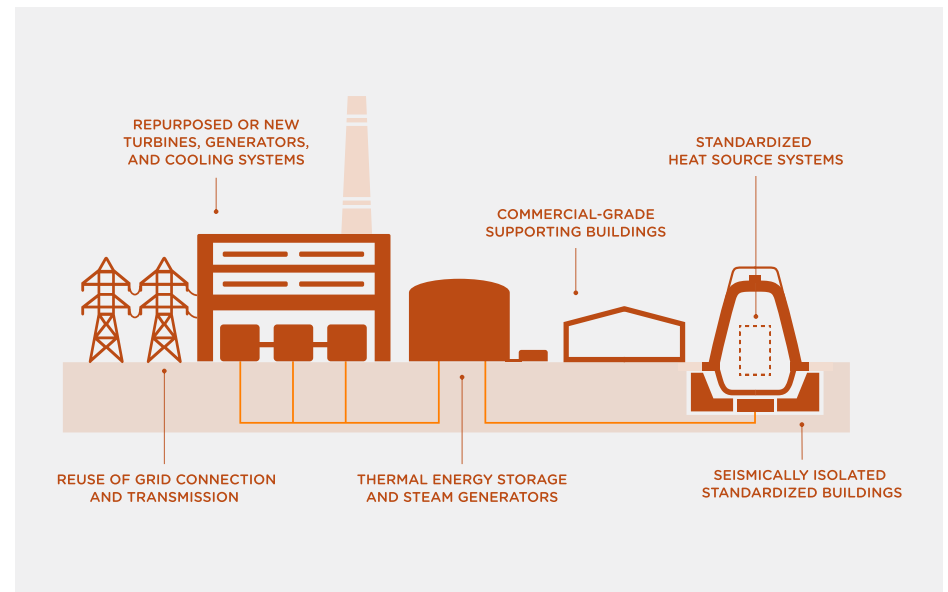 REPURPOSED OR NEW
TURBINES, GENERATORS,
AND COOLING SYSTEMS
STANDARDIZED
HEAT SOURCE SYSTEMS
COMMERCIAL-GRADE
SUPPORTING BUILDINGS
REUSE OF GRID CONNECTION
AND TRANSMISSION
THERMAL ENERGY STORAGE
AND STEAM GENERATORS
SEISMICALLY ISOLATED
STANDARDIZED BUILDINGS